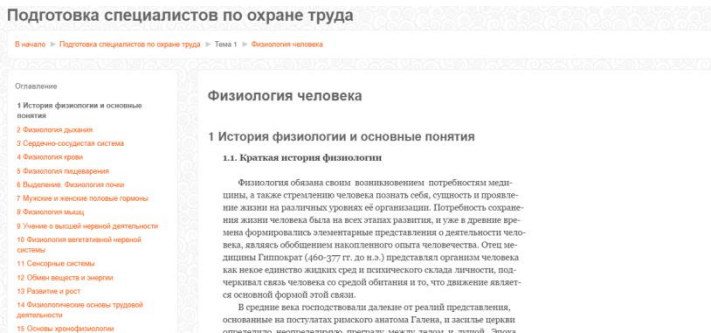 Подготовка специалистов по охране труда
В начало ► Подготовка специалистов по охране труда ► Тема 1 ► Физиология человека
Оглавление
1 История физиологии и основные
понятия
2 Физиология дыхания
3 Сердечно-сосудистая система
4 Физиология крови
5 Физиология пищеварения
6 Выделение. Физиология почки
7 Мужские и женские половые гормоны
8 Физиология мышц
9 Учение о высшей нервной деятельности
10 Физиология вегетативной нервной
системы
11 Сенсорные системы
12 Обмен веществ и энергии
13 Развитие и рост
14 Физиологические основы трудовой
деятельности
15 Основы хронофизиологии
Физиология человека
1 История физиологии и основные понятия
1.1. Краткая история физиологии
Физиология обязана своим возникновением потребностям меди-
цины, а также стремлению человека познать себя, сущность и проявле-
ние жизни на различных уровнях её организации. Потребность сохране-
ния жизни человека была на всех этапах развития, и уже в древние вре-
мена формировались элементарные представления о деятельности чело-
века, являясь обобщением накопленного опыта человечества. Отец ме-
дицины Гиппократ (460-377 гг. до н.э.) представлял организм человека
как некое единство жидких сред и психического склада личности, под-
черкивал связь человека со средой обитания и то, что движение являет-
ся основной формой этой связи.
В средние века господствовали далекие от реалий представления,
основанные на постулатах римского анатома Галена, и засилье церкви
определило неопределимую преграду между телом и душой. Эпоха